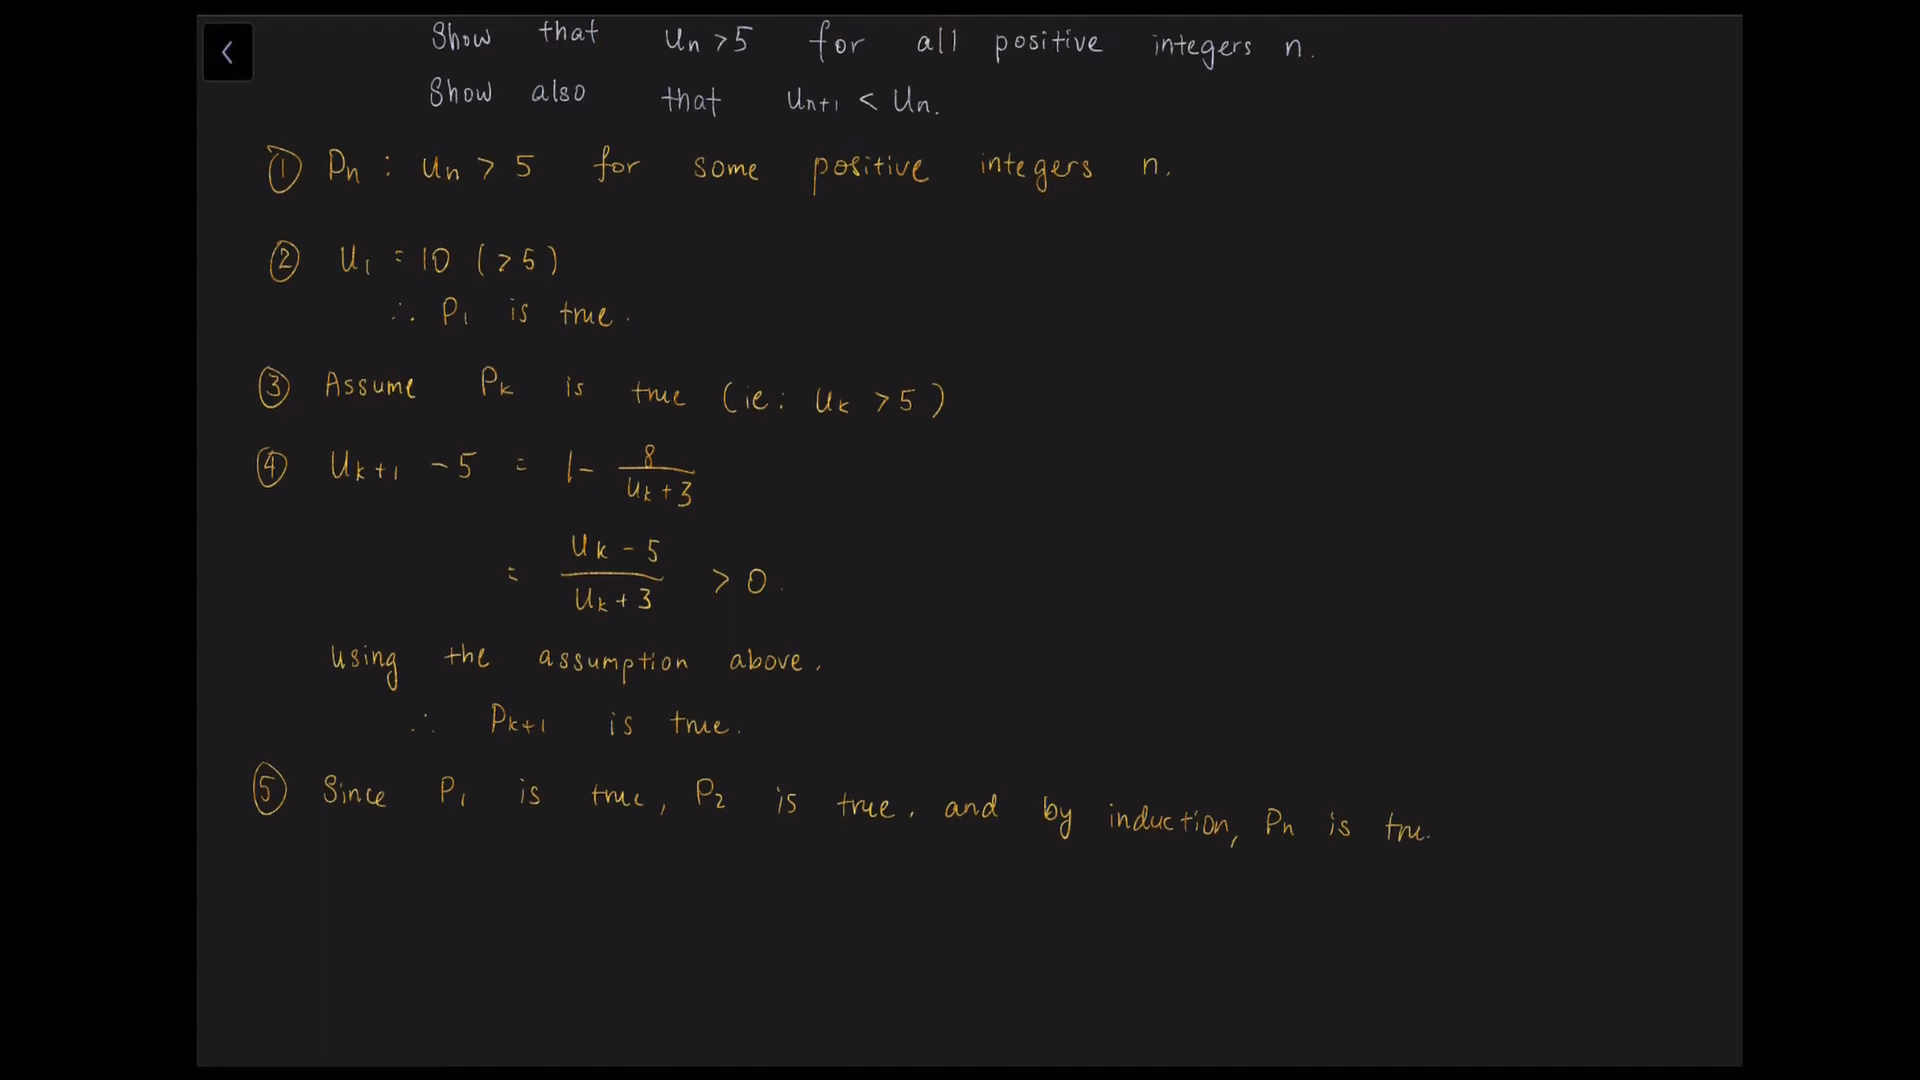 Show that Un > 5 for all positive integers n.
Show also that Un+1 < Un.
① Pn : Un > 5 for some positive integers n.
② U1 = 10 (> 5)
∴ P1 is true.
③ Assume Pk is true (ie: Uk > 5)
④ Uk+1 - 5 = 1 - 8/(Uk + 3)
= (Uk - 5)/(Uk + 3) > 0.
using the assumption above.
∴ Pk+1 is true.
⑤ Since P1 is true, P2 is true. and by induction, Pn is tru.